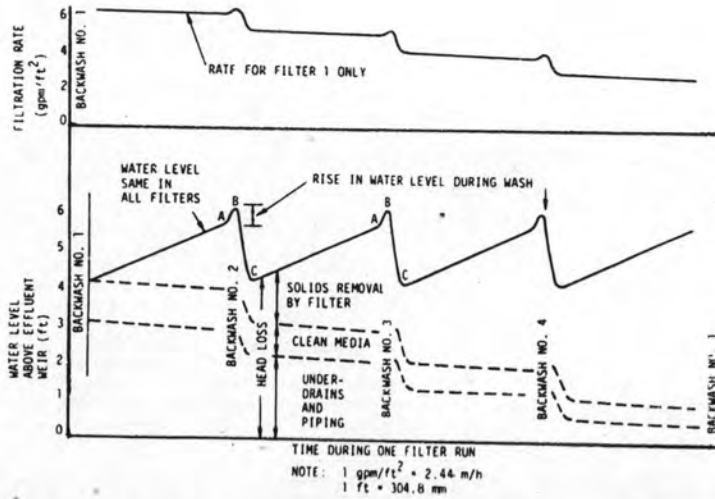 FILTRATION RATE
(gpm/ft²)
6
4
2
0
BACKWASH NO. 1
RATF FOR FILTER 1 ONLY
WATER LEVEL
SAME IN
ALL FILTERS
RISE IN WATER LEVEL DURING WASH
A
B
C
A
B
C
WATER LEVEL
ABOVE EFFLUENT
WEIR (ft)
6
5
4
3
2
1
0
BACKWASH NO. 1
BACKWASH NO. 2
HEAD LOSS
SOLIDS REMOVAL
BY FILTER
CLEAN MEDIA
UNDER-
DRAINS
AND
PIPING
BACKWASH NO. 3
BACKWASH NO. 4
BACKWASH NO. 1
TIME DURING ONE FILTER RUN
NOTE: 1 gpm/ft² = 2.44 m/h
1 ft = 304.8 mm